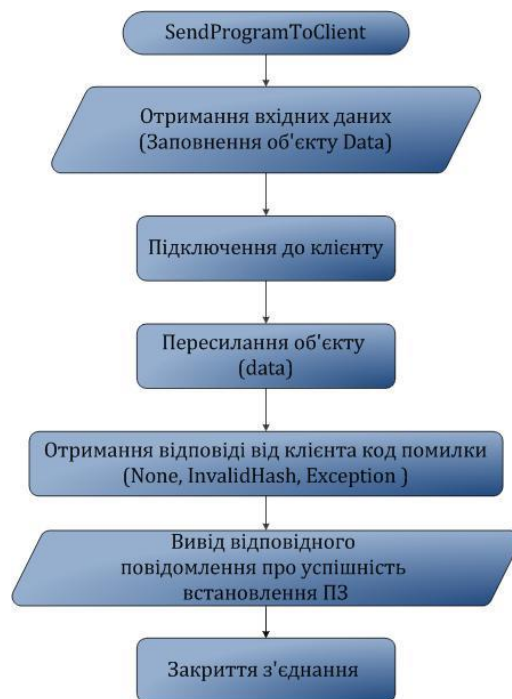 SendProgramToClient
Отримання вхідних даних
(Заповнення об'єкту Data)
Підключення до клієнту
Пересилання об'єкту
(data)
Отримання відповіді від клієнта код помилки
(None, InvalidHash, Exception )
Вивід відповідного
повідомлення про успішність
встановлення ПЗ
Закриття з'єднання